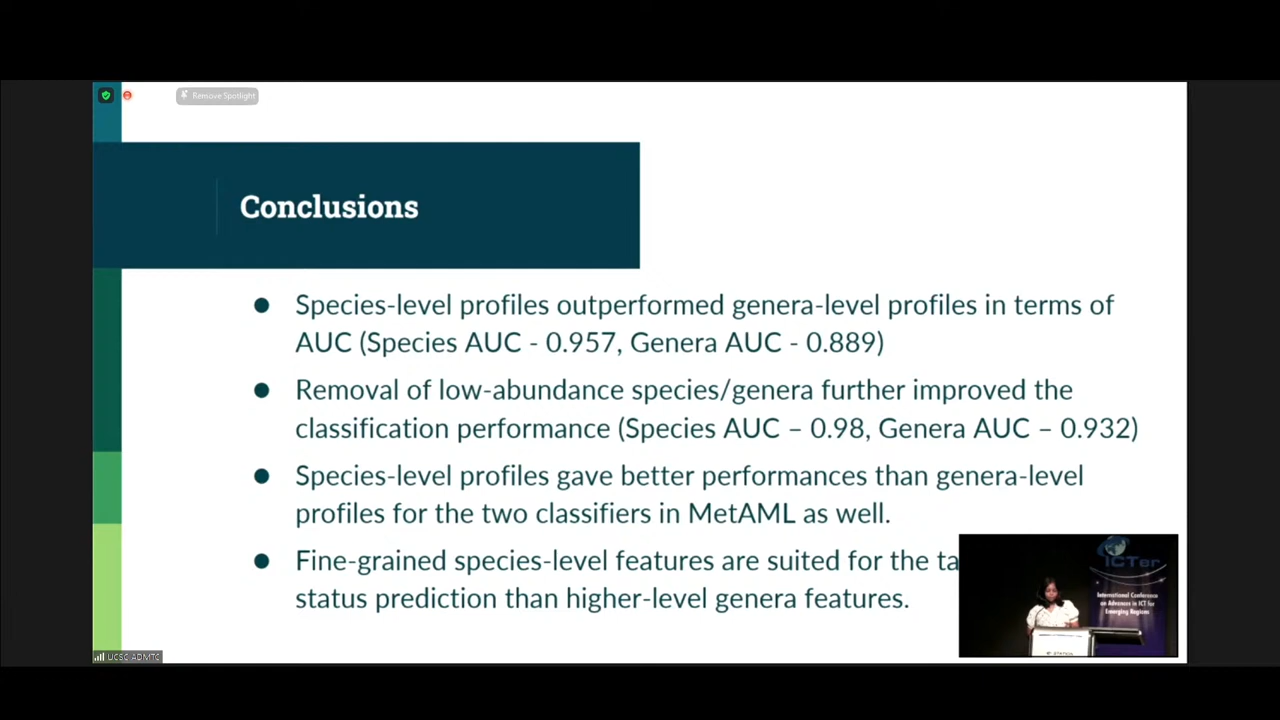 Remove Spotlight
Conclusions
● Species-level profiles outperformed genera-level profiles in terms of
AUC (Species AUC - 0.957, Genera AUC - 0.889)
● Removal of low-abundance species/genera further improved the
classification performance (Species AUC – 0.98, Genera AUC – 0.932)
● Species-level profiles gave better performances than genera-level
profiles for the two classifiers in MetAML as well.
● Fine-grained species-level features are suited for the ta
status prediction than higher-level genera features.
ICTer
International Conference
on Advances in ICT for
Emerging Regions
UCSC ADMTC